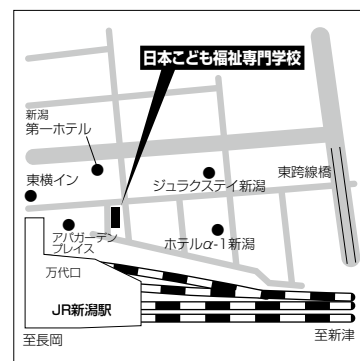 日本こども福祉専門学校
新潟
第一ホテル
東横イン
ジュラクステイ新潟
東跨線橋
アパガーデン
プレイス
ホテルα-1新潟
万代口
JR新潟駅
至長岡
至新津